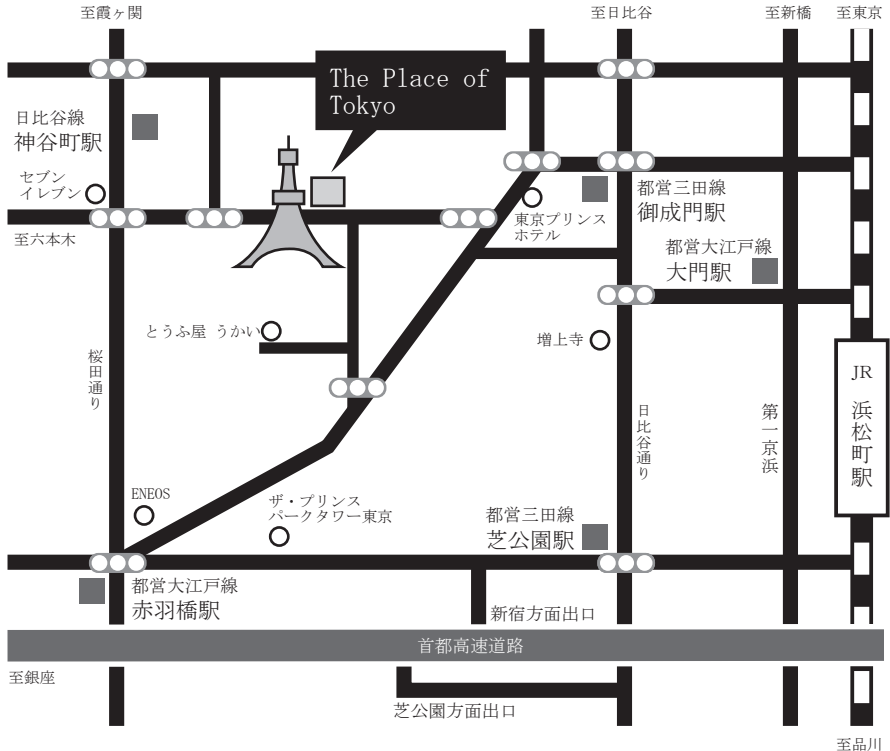 至霞ヶ関
至日比谷
至新橋
至東京
The Place of
Tokyo
日比谷線
神谷町駅
セブン
イレブン
至六本木
東京プリンス
ホテル
都営三田線
御成門駅
都営大江戸線
大門駅
とうふ屋 うかい
増上寺
桜田通り
日比谷通り
第一京浜
JR
浜松町駅
ENEOS
ザ・プリンス
パークタワー東京
都営三田線
芝公園駅
都営大江戸線
赤羽橋駅
新宿方面出口
首都高速道路
至銀座
芝公園方面出口
至品川